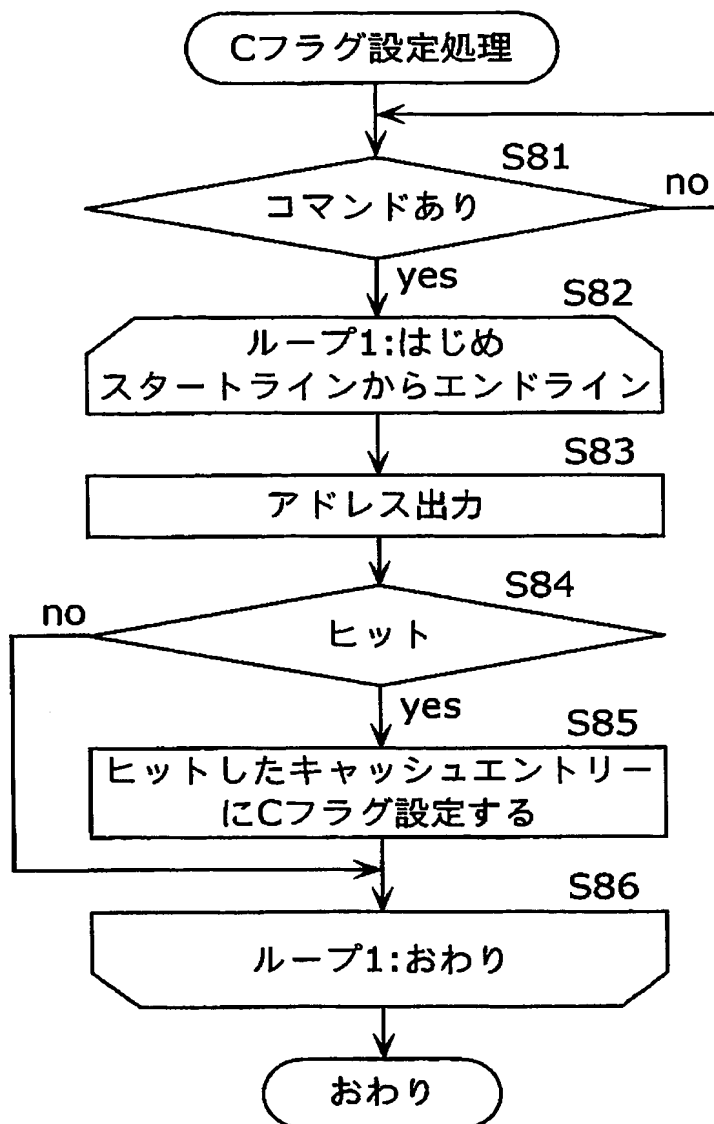 Cフラグ設定処理
S81
コマンドあり
no
yes
S82
ループ1:はじめ
スタートラインからエンドライン
S83
アドレス出力
S84
no
ヒット
yes
S85
ヒットしたキャッシュエントリー
にCフラグ設定する
S86
ループ1:おわり
おわり